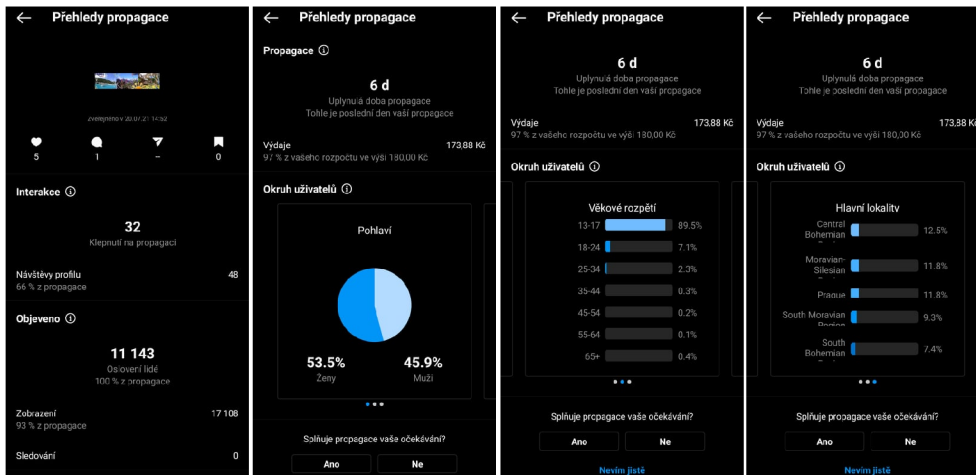 Přehledy propagace
Zveřejněno v 20.07.21 14:52
5
1
–
0
Interakce
32
Klepnutí na propagaci
Návštěvy profilu 48
66 % z propagace
Objeveno
11 143
Oslovení lidé
100 % z propagace
Zobrazení 17 108
93 % z propagace
Sledování 0
Přehledy propagace
Propagace
6 d
Uplynulá doba propagace
Tohle je poslední den vaší propagace
Výdaje 173,88 Kč
97 % z vašeho rozpočtu ve výši 180,00 Kč
Okruh uživatelů
Pohlaví
53.5% 45.9%
Ženy Muži
Splňuje propagace vaše očekávání?
Ano Ne
Přehledy propagace
6 d
Uplynulá doba propagace
Tohle je poslední den vaší propagace
Výdaje 173,88 Kč
97 % z vašeho rozpočtu ve výši 180,00 Kč
Okruh uživatelů
Věkové rozpětí
13-17 89.5%
18-24 7.1%
25-34 2.3%
35-44 0.3%
45-54 0.2%
55-64 0.1%
65+ 0.4%
Splňuje propagace vaše očekávání?
Ano Ne
Nevím jistě
Přehledy propagace
6 d
Uplynulá doba propagace
Tohle je poslední den vaší propagace
Výdaje 173,88 Kč
97 % z vašeho rozpočtu ve výši 180,00 Kč
Okruh uživatelů
Hlavní lokality
Central
Bohemian 12.5%
Moravian-
Silesian 11.8%
Prague 11.8%
South Moravian 9.3%
Region
South
Bohemian 7.4%
Splňuje propagace vaše očekávání?
Ano Ne
Nevím jistě